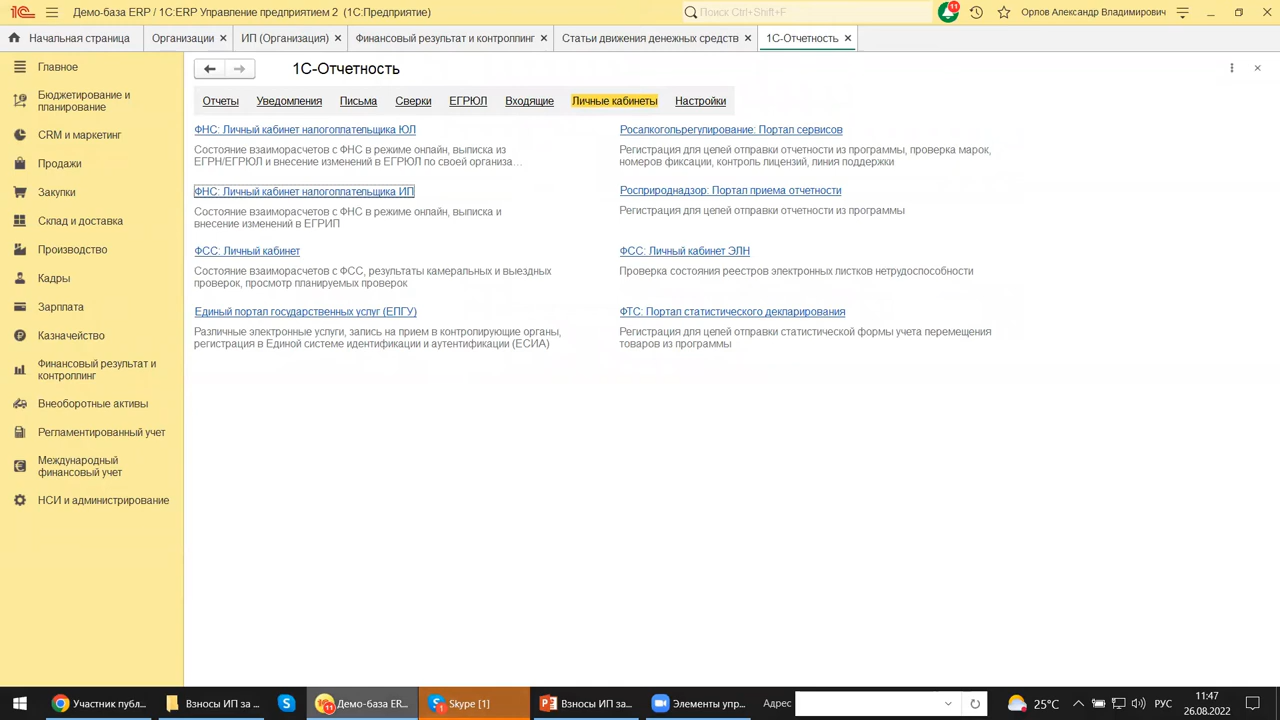 1С Демо-база ERP / 1С:ERP Управление предприятием 2 (1С:Предприятие)
Поиск Ctrl+Shift+F
11
Орлов Александр Владимирович
Начальная страница
Организации
ИП (Организация)
Финансовый результат и контроллинг
Статьи движения денежных средств
1С-Отчетность
Главное
Бюджетирование и
планирование
CRM и маркетинг
Продажи
Закупки
Склад и доставка
Производство
Кадры
Зарплата
Казначейство
Финансовый результат и
контроллинг
Внеоборотные активы
Регламентированный учет
Международный
финансовый учет
НСИ и администрирование
1С-Отчетность
Отчеты Уведомления Письма Сверки ЕГРЮЛ Входящие Личные кабинеты Настройки
ФНС: Личный кабинет налогоплательщика ЮЛ
Состояние взаиморасчетов с ФНС в режиме онлайн, выписка из
ЕГРН/ЕГРЮЛ и внесение изменений в ЕГРЮЛ по своей организа...
ФНС: Личный кабинет налогоплательщика ИП
Состояние взаиморасчетов с ФНС в режиме онлайн, выписка и
внесение изменений в ЕГРИП
ФСС: Личный кабинет
Состояние взаиморасчетов с ФСС, результаты камеральных и выездных
проверок, просмотр планируемых проверок
Единый портал государственных услуг (ЕПГУ)
Различные электронные услуги, запись на прием в контролирующие органы,
регистрация в Единой системе идентификации и аутентификации (ЕСИА)
Росалкогольрегулирование: Портал сервисов
Регистрация для целей отправки отчетности из программы, проверка марок,
номеров фиксации, контроль лицензий, линия поддержки
Росприроднадзор: Портал приема отчетности
Регистрация для целей отправки отчетности из программы
ФСС: Личный кабинет ЭЛН
Проверка состояния реестров электронных листков нетрудоспособности
ФТС: Портал статистического декларирования
Регистрация для целей отправки статистической формы учета перемещения
товаров из программы
Участник публ...
Взносы ИП за ...
11
Демо-база ER...
1
Skype [1]
Взносы ИП за...
Элементы упр...
Адрес
25°C
РУС
11:47
26.08.2022